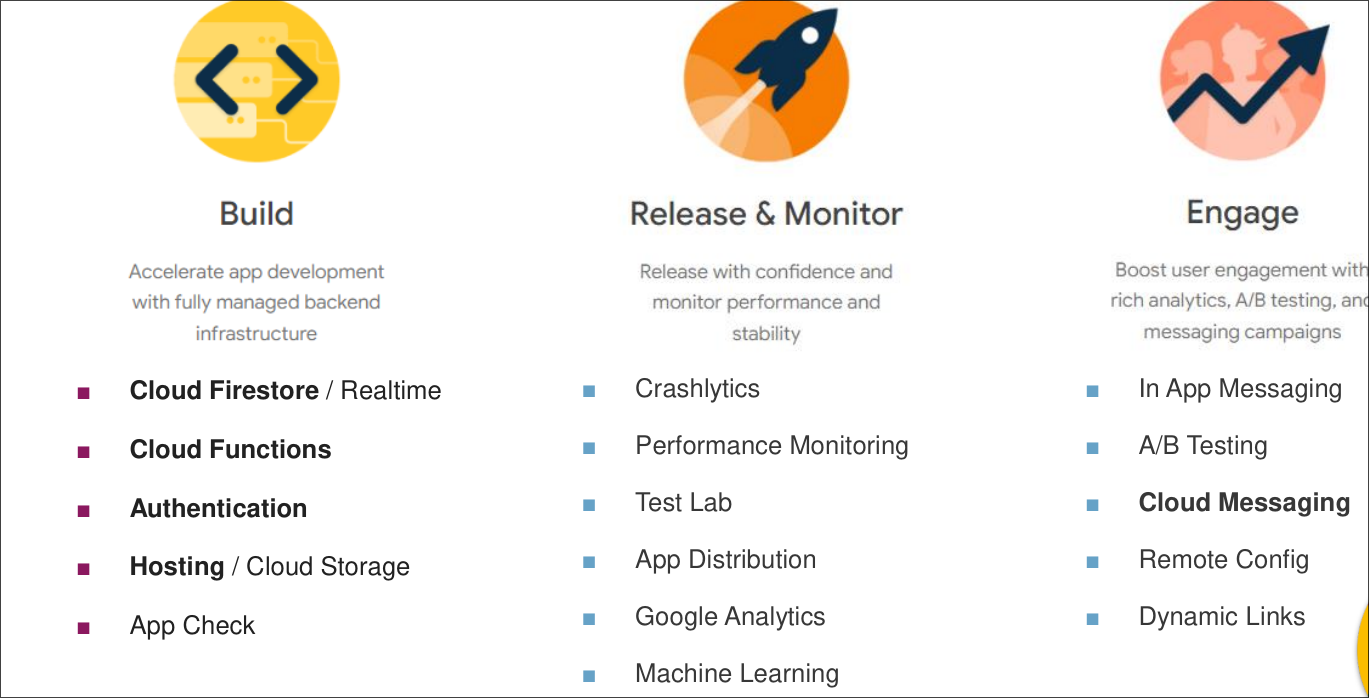 Build
Accelerate app development
with fully managed backend
infrastructure
Cloud Firestore / Realtime
Cloud Functions
Authentication
Hosting / Cloud Storage
App Check
Release & Monitor
Release with confidence and
monitor performance and
stability
Crashlytics
Performance Monitoring
Test Lab
App Distribution
Google Analytics
Machine Learning
Engage
Boost user engagement with
rich analytics, A/B testing, and
messaging campaigns
In App Messaging
A/B Testing
Cloud Messaging
Remote Config
Dynamic Links